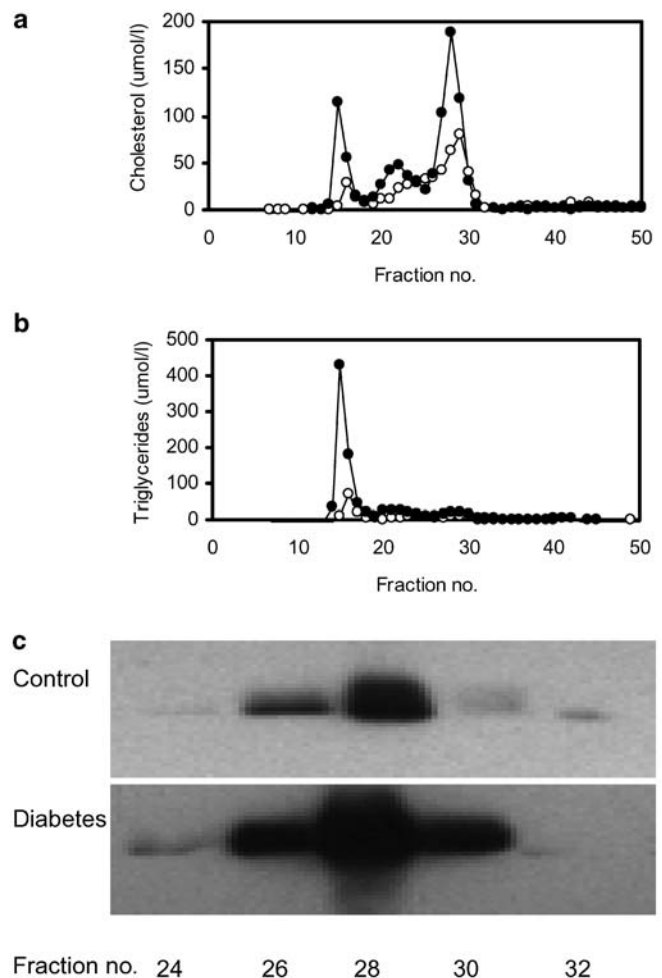 a
Cholesterol (umol/l)
200
150
100
50
0
0 10 20 30 40 50
Fraction no.
b
Triglycerides (umol/l)
500
400
300
200
100
0
0 10 20 30 40 50
Fraction no.
c
Control
Diabetes
Fraction no. 24 26 28 30 32